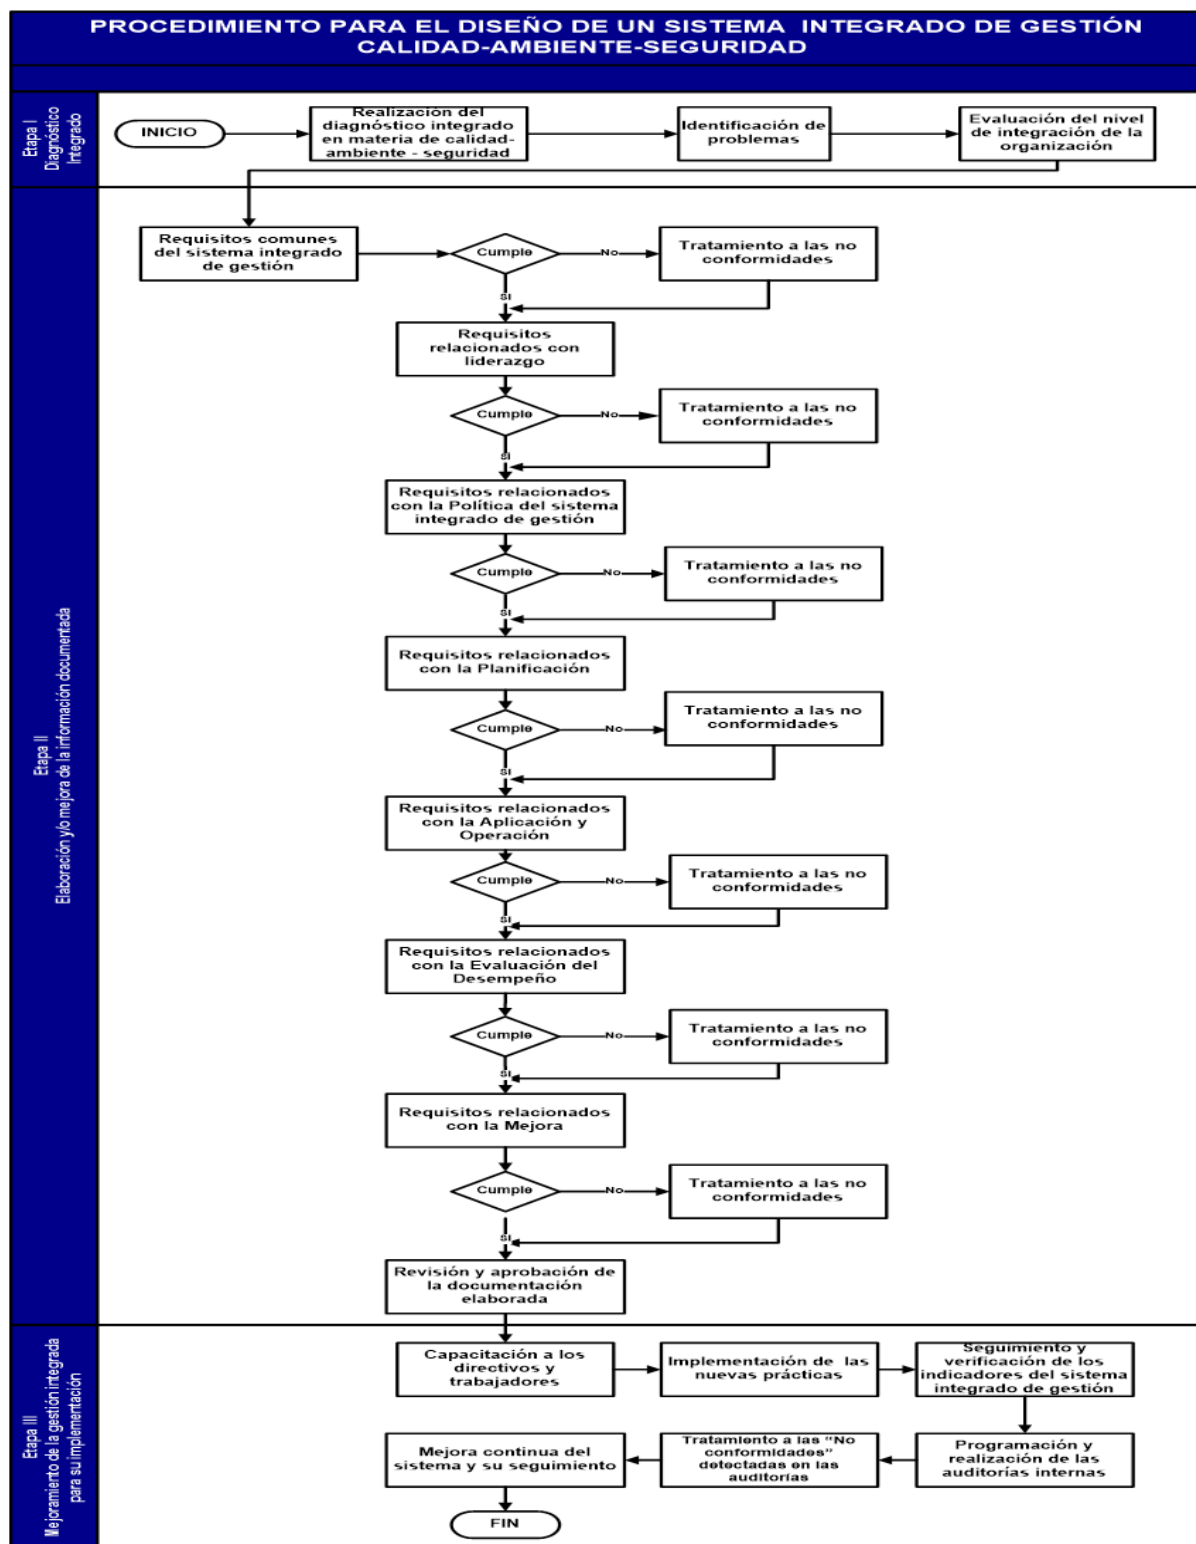 PROCEDIMIENTO PARA EL DISEÑO DE UN SISTEMA INTEGRADO DE GESTIÓN
CALIDAD-AMBIENTE-SEGURIDAD
Etapa I
Diagnóstico
Integrado
INICIO
Realización del
diagnóstico integrado
en materia de calidad-
ambiente - seguridad
Identificación de
problemas
Evaluación del nivel
de integración de la
organización
Etapa II
Elaboración y/o mejora de la información documentada
Requisitos comunes
del sistema integrado
de gestión
Cumple
No
Tratamiento a las no
conformidades
SI
Requisitos
relacionados con
liderazgo
Cumple
No
Tratamiento a las no
conformidades
SI
Requisitos relacionados
con la Política del sistema
integrado de gestión
Cumple
No
Tratamiento a las no
conformidades
SI
Requisitos relacionados
con la Planificación
Cumple
No
Tratamiento a las no
conformidades
SI
Requisitos relacionados
con la Aplicación y
Operación
Cumple
No
Tratamiento a las no
conformidades
SI
Requisitos relacionados
con la Evaluación del
Desempeño
Cumple
No
Tratamiento a las no
conformidades
SI
Requisitos relacionados
con la Mejora
Cumple
No
Tratamiento a las no
conformidades
SI
Revisión y aprobación de
la documentación
elaborada
Etapa III
Mejoramiento de la gestión integrada
para su implementación
Capacitación a los
directivos y
trabajadores
Implementación de las
nuevas prácticas
Seguimiento y
verificación de los
indicadores del sistema
integrado de gestión
Programación y
realización de las
auditorías internas
Tratamiento a las "No
conformidades"
detectadas en las
auditorías
Mejora continua del
sistema y su seguimiento
FIN